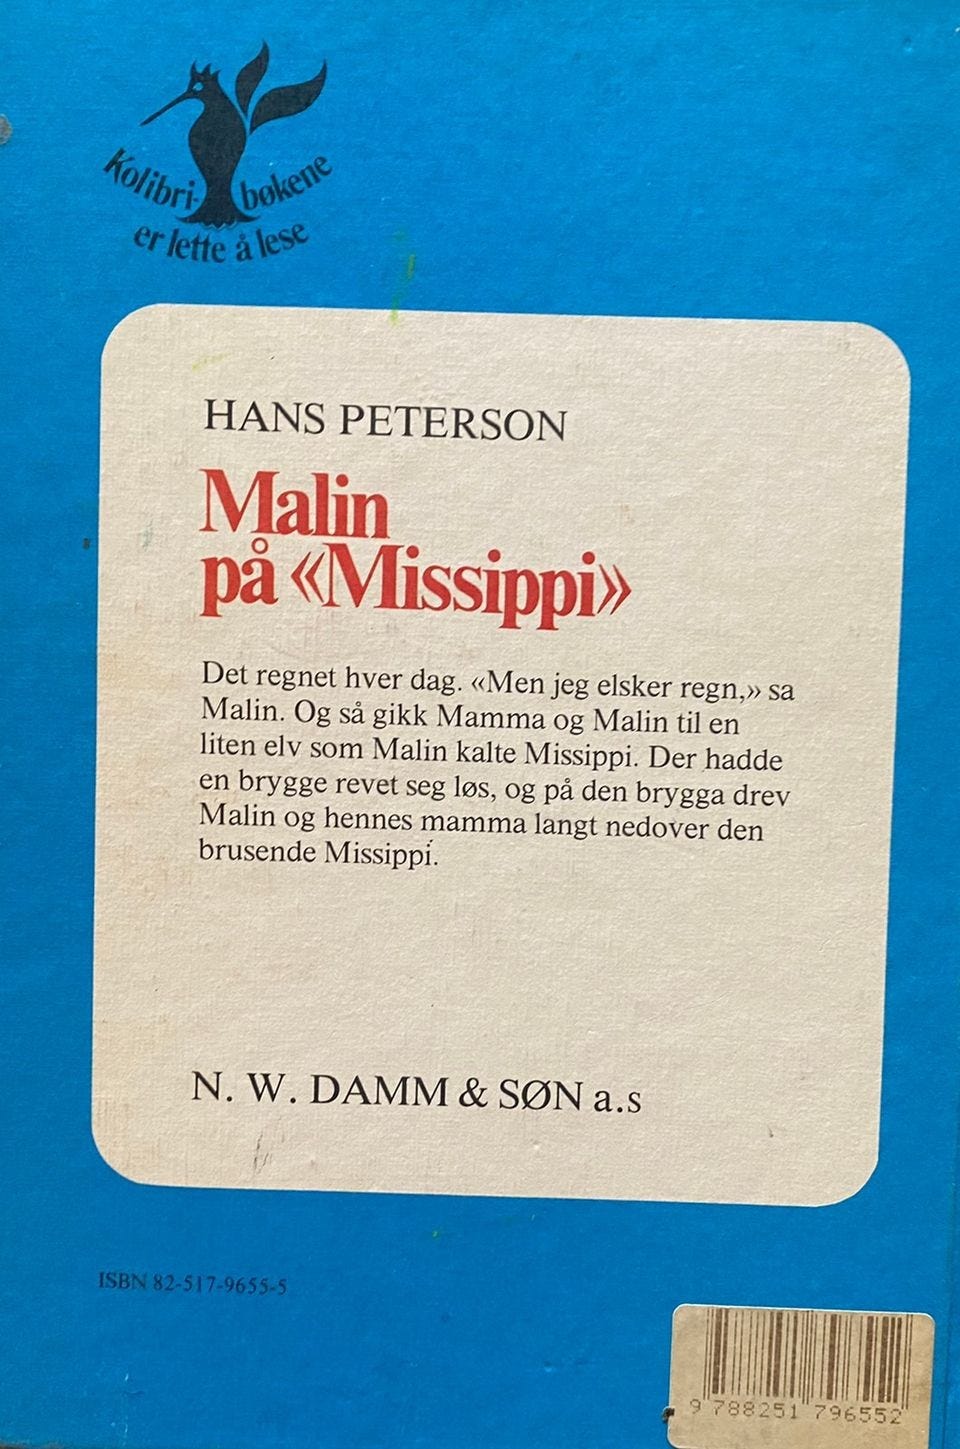 Kolibri-bøkene
er lette å lese
HANS PETERSON
Malin
på «Missippi»
Det regnet hver dag. «Men jeg elsker regn,» sa
Malin. Og så gikk Mamma og Malin til en
liten elv som Malin kalte Missippi. Der hadde
en brygge revet seg løs, og på den brygga drev
Malin og hennes mamma langt nedover den
brusende Missippi.
N. W. DAMM & SØN a.s
ISBN 82-517-9655-5
9 788251 796552